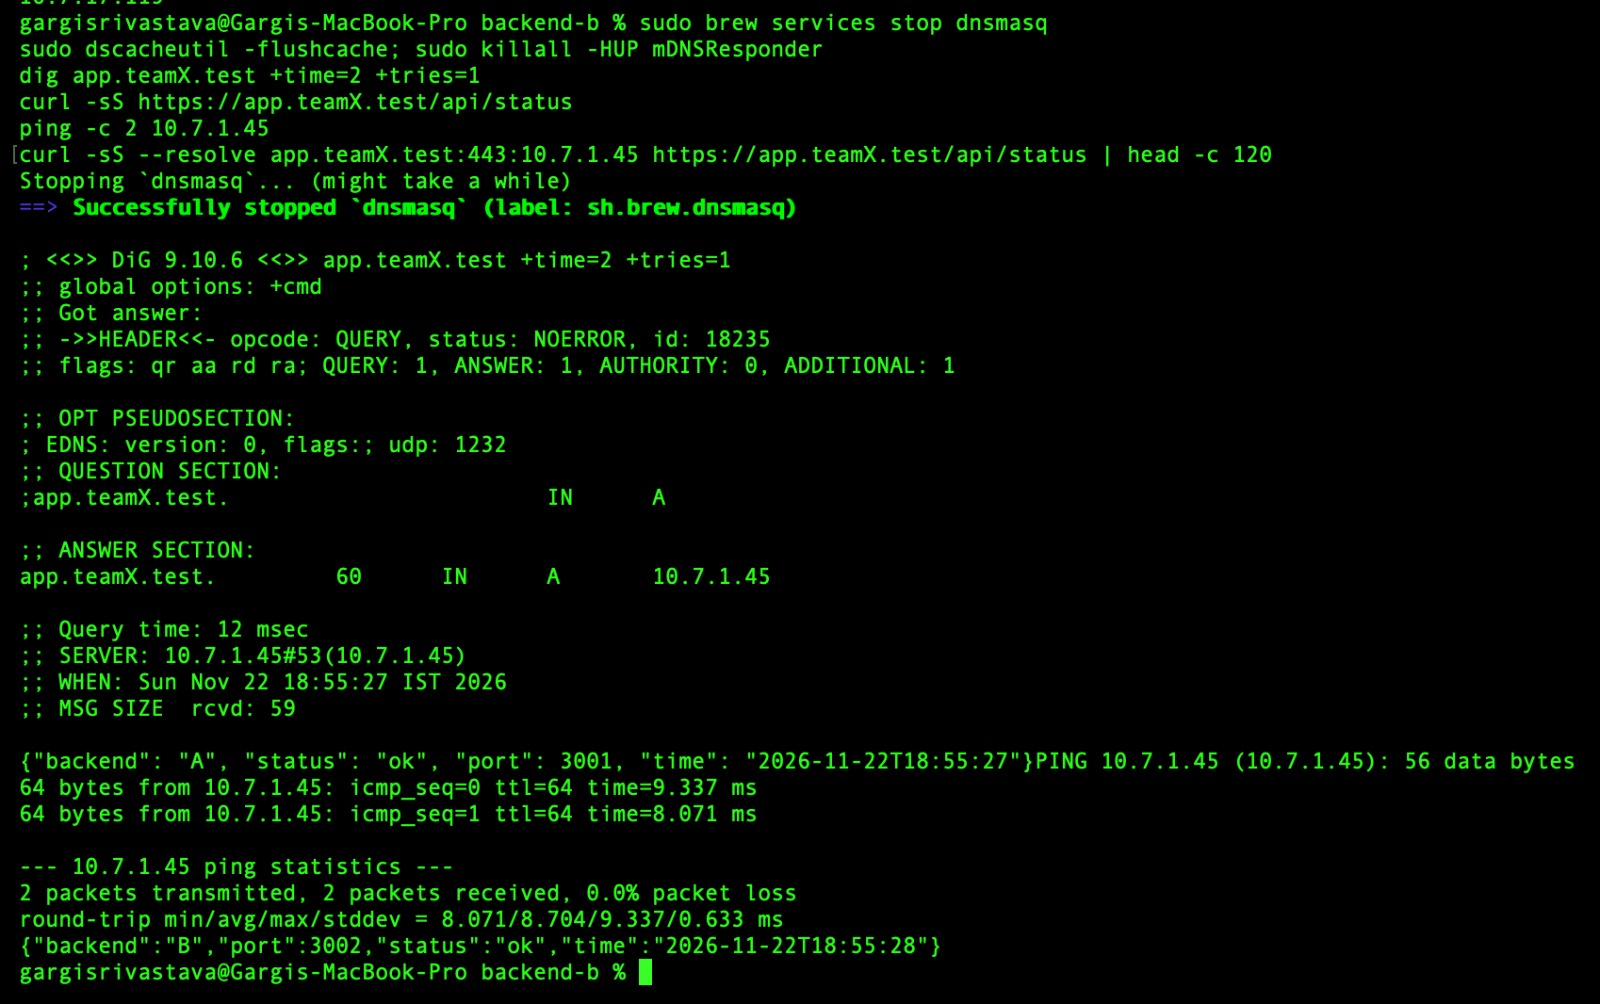 gargisrivastava@Gargis-MacBook-Pro backend-b % sudo brew services stop dnsmasq
sudo dscacheutil -flushcache; sudo killall -HUP mDNSResponder
dig app.teamX.test +time=2 +tries=1
curl -sS https://app.teamX.test/api/status
ping -c 2 10.7.1.45
[curl -sS --resolve app.teamX.test:443:10.7.1.45 https://app.teamX.test/api/status | head -c 120
Stopping `dnsmasq`... (might take a while)
==> Successfully stopped `dnsmasq` (label: sh.brew.dnsmasq)

; <<>> DiG 9.10.6 <<>> app.teamX.test +time=2 +tries=1
;; global options: +cmd
;; Got answer:
;; ->>HEADER<<- opcode: QUERY, status: NOERROR, id: 18235
;; flags: qr aa rd ra; QUERY: 1, ANSWER: 1, AUTHORITY: 0, ADDITIONAL: 1

;; OPT PSEUDOSECTION:
; EDNS: version: 0, flags:; udp: 1232
;; QUESTION SECTION:
;app.teamX.test. IN A

;; ANSWER SECTION:
app.teamX.test. 60 IN A 10.7.1.45

;; Query time: 12 msec
;; SERVER: 10.7.1.45#53(10.7.1.45)
;; WHEN: Sun Nov 22 18:55:27 IST 2026
;; MSG SIZE  rcvd: 59

{"backend": "A", "status": "ok", "port": 3001, "time": "2026-11-22T18:55:27"}PING 10.7.1.45 (10.7.1.45): 56 data bytes
64 bytes from 10.7.1.45: icmp_seq=0 ttl=64 time=9.337 ms
64 bytes from 10.7.1.45: icmp_seq=1 ttl=64 time=8.071 ms

--- 10.7.1.45 ping statistics ---
2 packets transmitted, 2 packets received, 0.0% packet loss
round-trip min/avg/max/stddev = 8.071/8.704/9.337/0.633 ms
{"backend":"B","port":3002,"status":"ok","time":"2026-11-22T18:55:28"}
gargisrivastava@Gargis-MacBook-Pro backend-b %